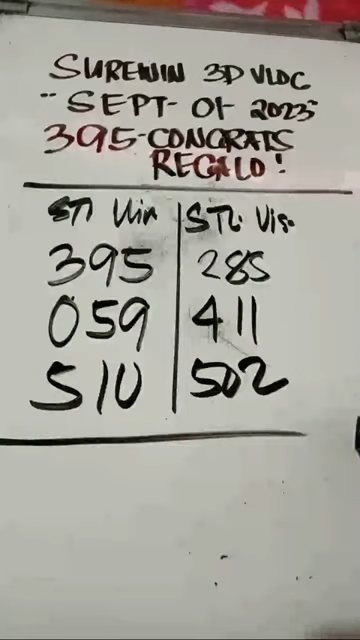 SUREWIN 3D VLOC
"SEPT- 01 2023"
395-CONGRATS
REGALO!
STL Min STL. Vis.
395 285
059 411
510 502